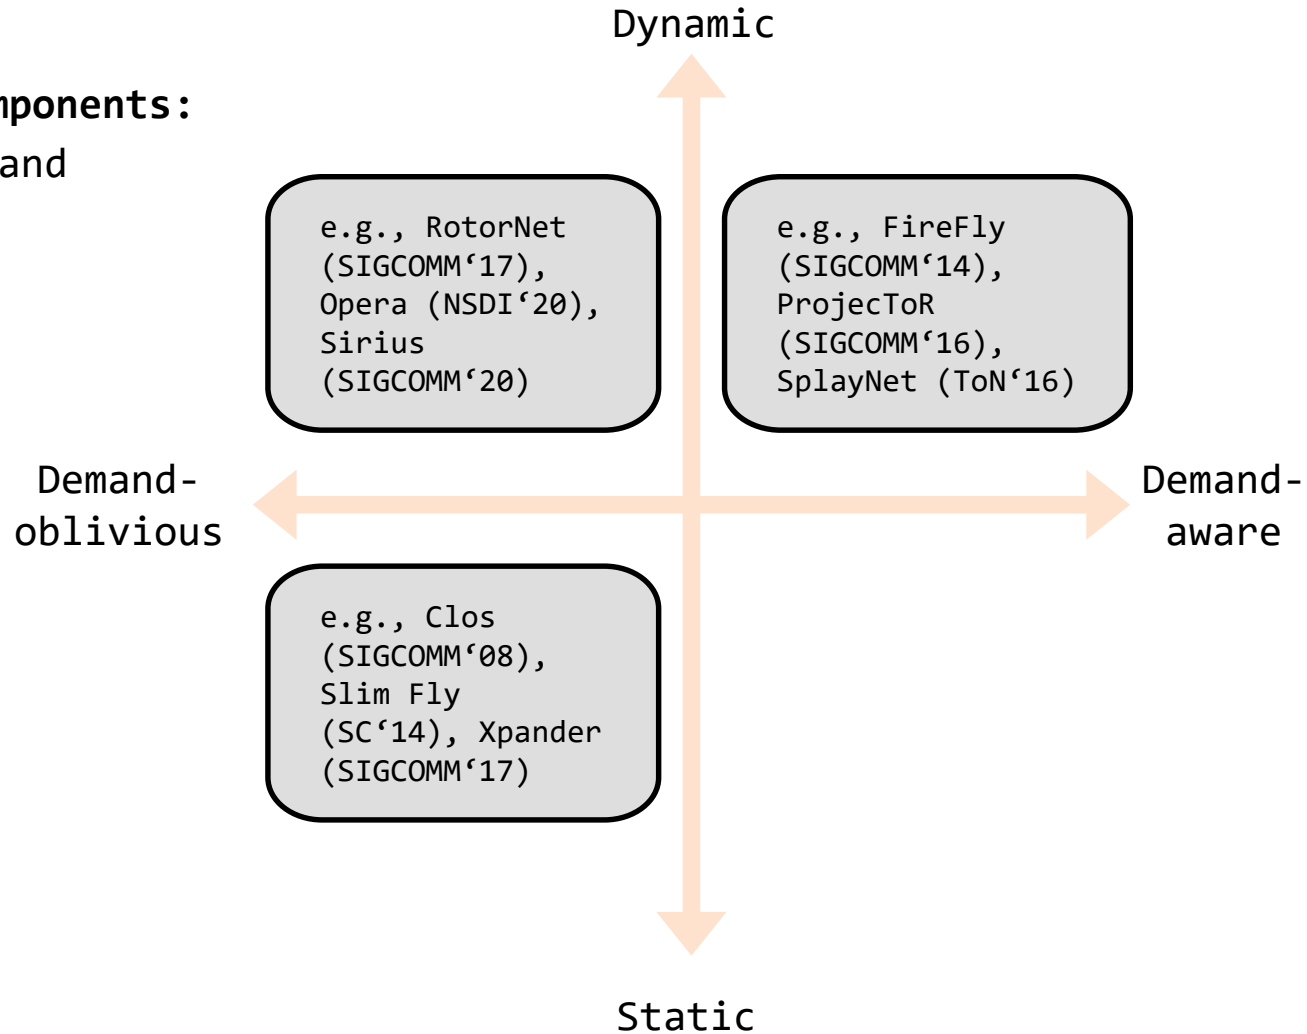 Dynamic
mponents:
and
e.g., RotorNet
(SIGCOMM‘17),
Opera (NSDI‘20),
Sirius
(SIGCOMM‘20)
e.g., FireFly
(SIGCOMM‘14),
ProjecToR
(SIGCOMM‘16),
SplayNet (ToN‘16)
Demand-
oblivious
Demand-
aware
e.g., Clos
(SIGCOMM‘08),
Slim Fly
(SC‘14), Xpander
(SIGCOMM‘17)
Static